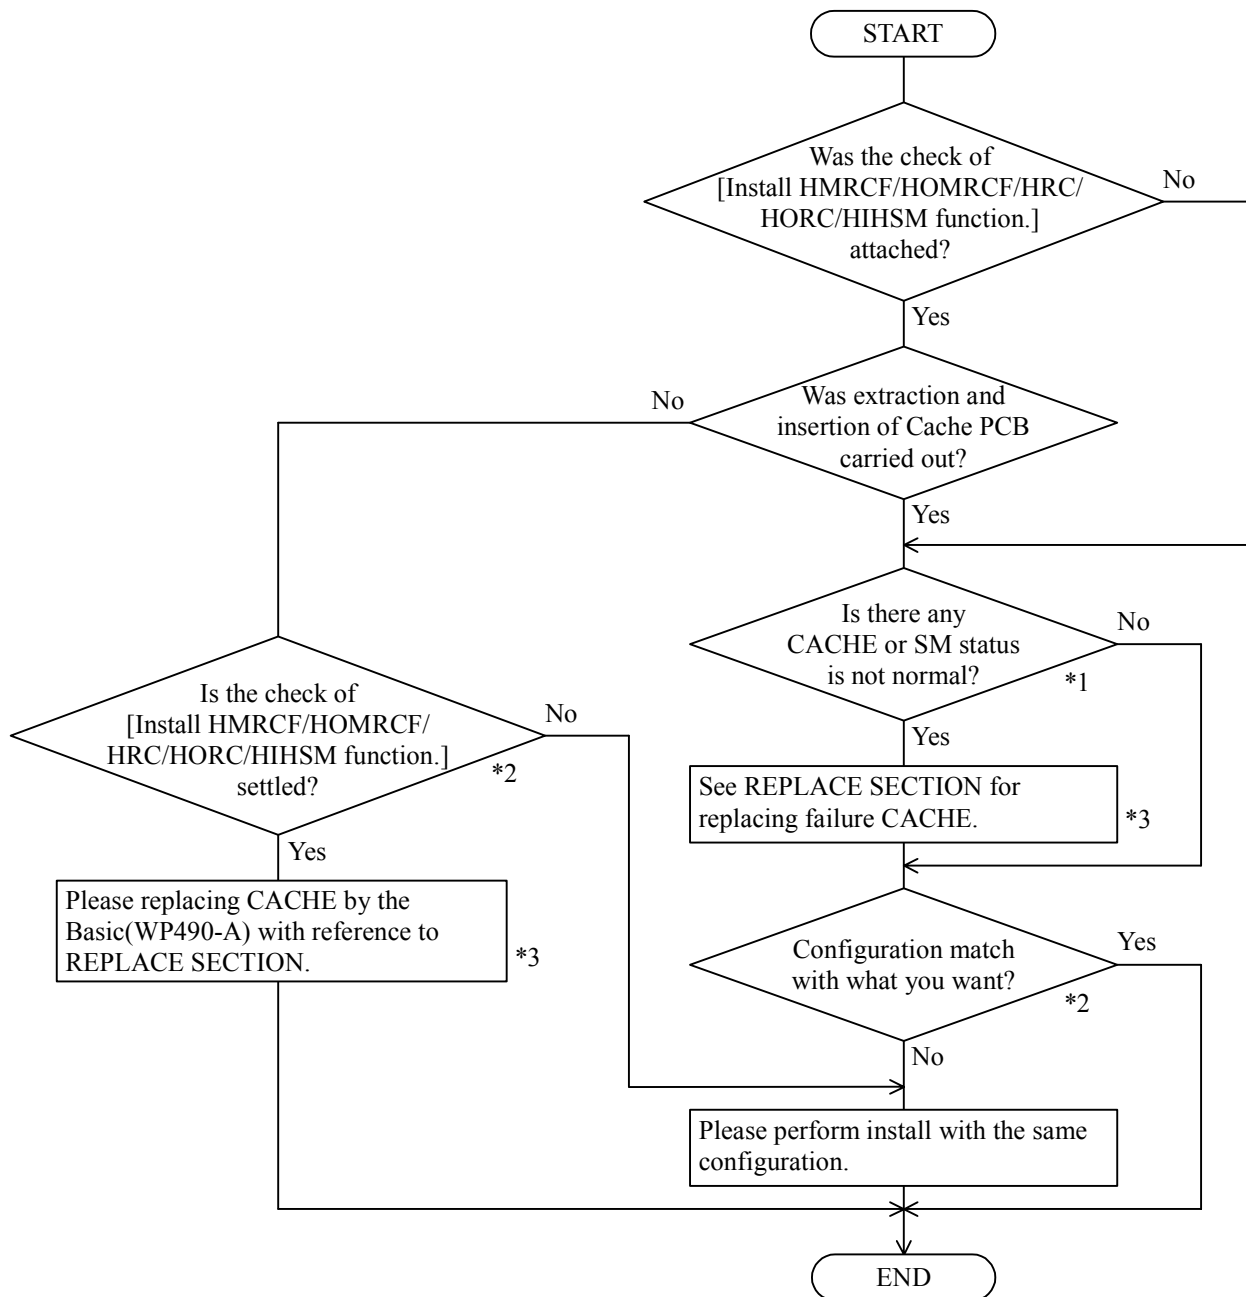 START
Was the check of
[Install HMRCF/HOMRCF/HRC/
HORC/HIHSM function.]
attached?
No
Yes
Was extraction and
insertion of Cache PCB
carried out?
No
Yes
Is there any
CACHE or SM status
is not normal?
No
*1
Yes
Is the check of
[Install HMRCF/HOMRCF/
HRC/HORC/HIHSM function.]
settled?
No
*2
Yes
See REPLACE SECTION for
replacing failure CACHE.
*3
Please replacing CACHE by the
Basic(WP490-A) with reference to
REPLACE SECTION.
*3
Configuration match
with what you want?
Yes
*2
No
Please perform install with the same
configuration.
END